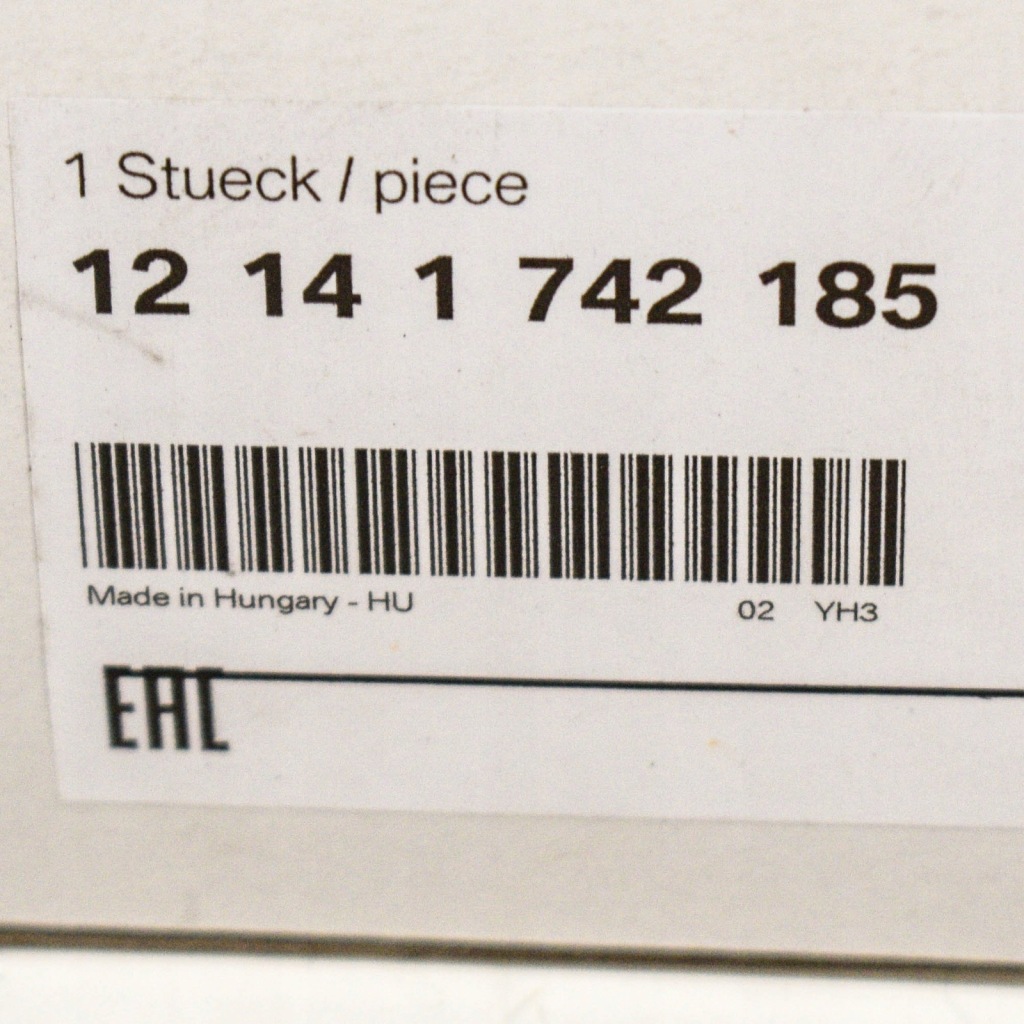 1 Stueck / piece
12 14 1 742 185
Made in Hungary - HU 02 YH3
EAC